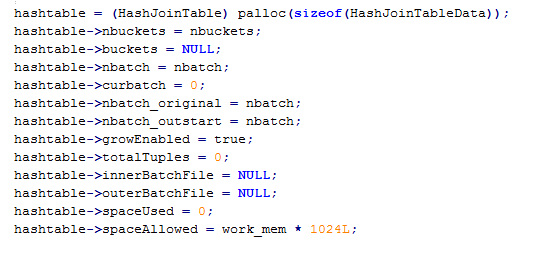 hashtable = (HashJoinTable) palloc(sizeof(HashJoinTableData));
hashtable->nbuckets = nbuckets;
hashtable->buckets = NULL;
hashtable->nbatch = nbatch;
hashtable->curbatch = 0;
hashtable->nbatch_original = nbatch;
hashtable->nbatch_outstart = nbatch;
hashtable->growEnabled = true;
hashtable->totalTuples = 0;
hashtable->innerBatchFile = NULL;
hashtable->outerBatchFile = NULL;
hashtable->spaceUsed = 0;
hashtable->spaceAllowed = work_mem * 1024L;